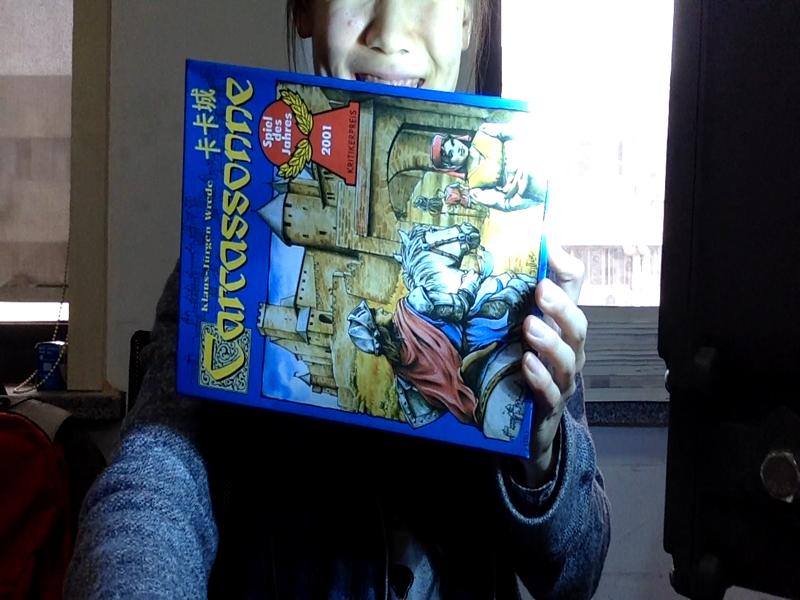 Klaus-Jürgen Wrede
卡卡城
Carcassonne
Spiel
des
Jahres
2001
KRITIKERPREIS